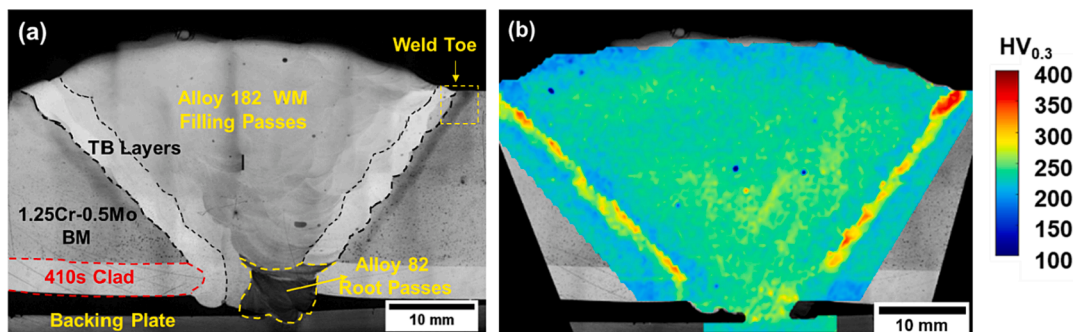 (a)
Weld Toe
Alloy 182 WM
Filling Passes
TB Layers
1.25Cr-0.5Mo
BM
410s Clad
Alloy 82
Root Passes
Backing Plate
10 mm
(b)
10 mm
HV0.3
400
350
300
250
200
150
100